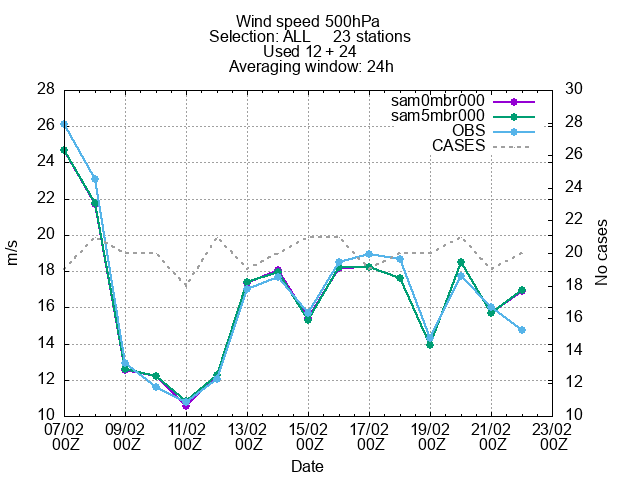 Wind speed 500hPa
Selection: ALL 23 stations
Used 12 + 24
Averaging window: 24h
sam0mbr000
sam5mbr000
OBS
CASES
28
26
24
22
20
18
16
14
12
10
m/s
30
28
26
24
22
20
18
16
14
12
10
No cases
07/02 09/02 11/02 13/02 15/02 17/02 19/02 21/02 23/02
00Z 00Z 00Z 00Z 00Z 00Z 00Z 00Z 00Z
Date